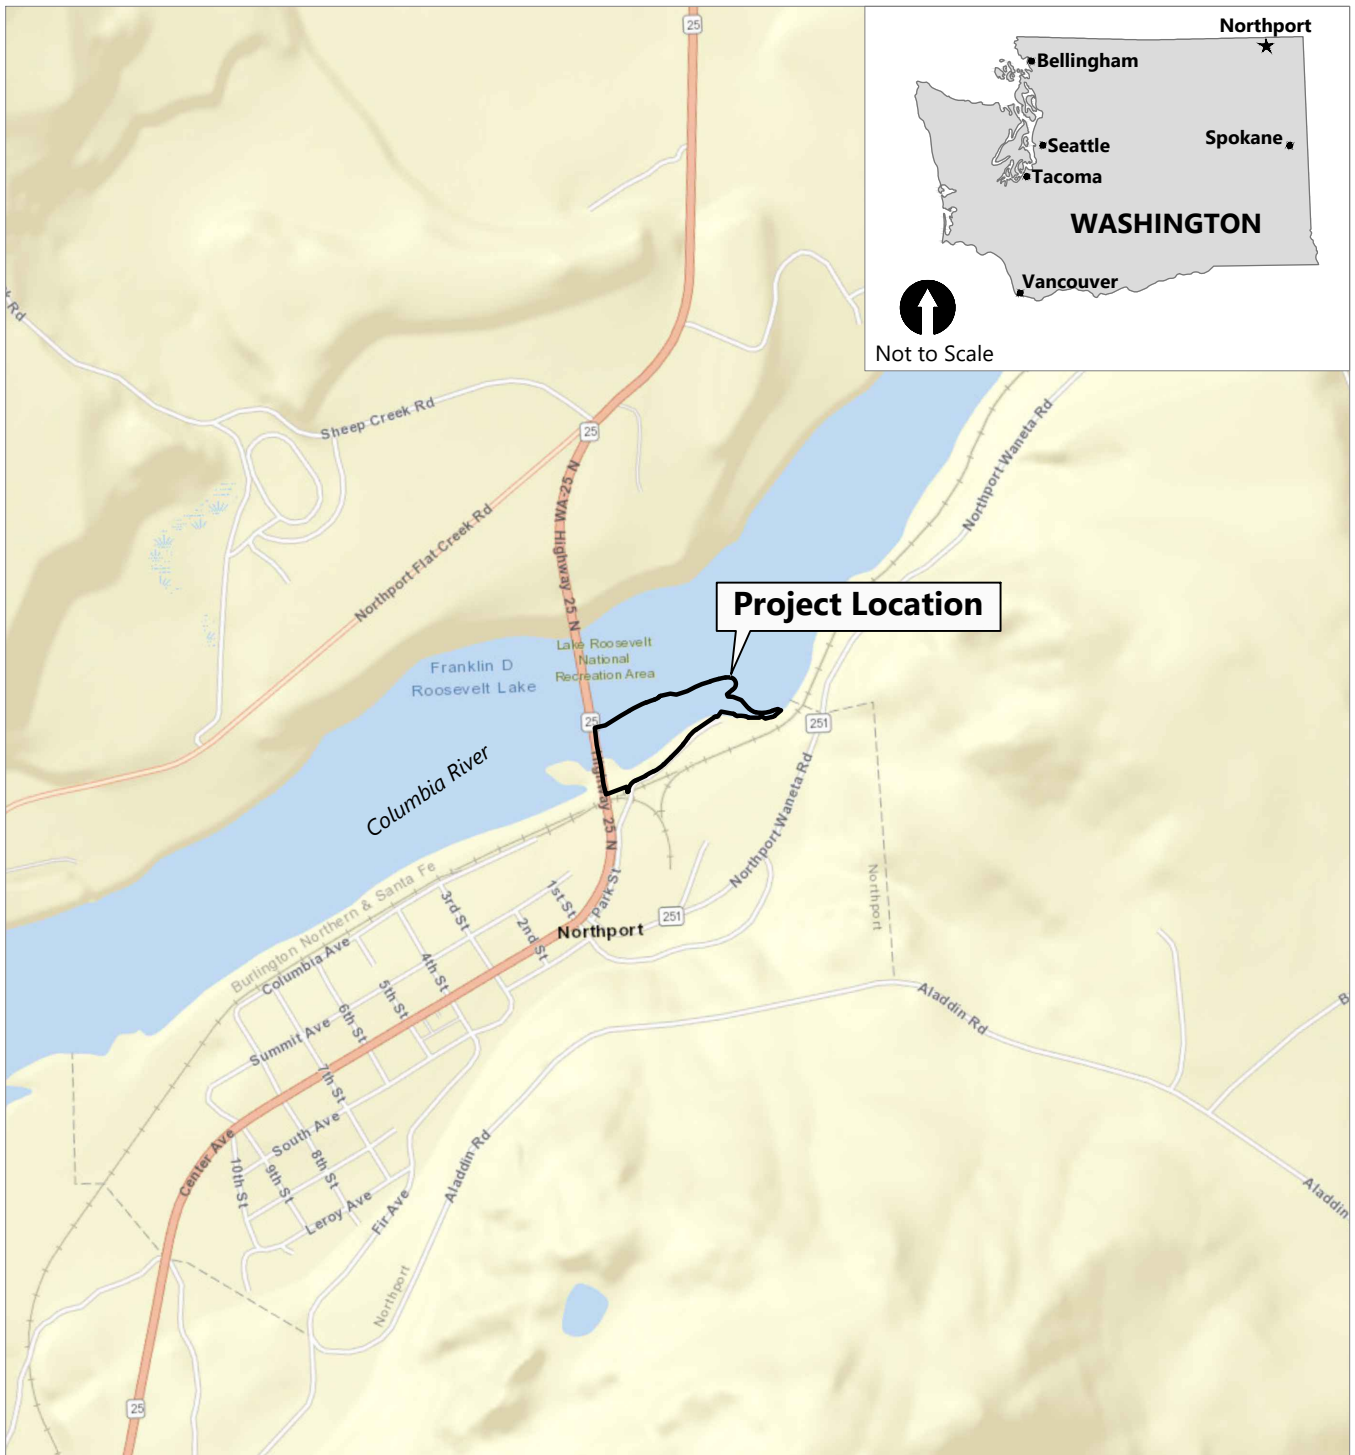 25
Northport
Bellingham
Seattle
Spokane
Tacoma
WASHINGTON
Vancouver
Not to Scale
k Rd
Sheep Creek Rd
25
Northport Waneta Rd
Highway 25 N WA-25 N
Northport Flat Creek Rd
Project Location
Lake Roosevelt
National
Recreation Area
Franklin D
Roosevelt Lake
25
251
Columbia River
Highway 25 N
Northport Waneta Rd
Burlington Northern & Santa Fe
Northport
Park St
1st St
2nd St
3rd St
251
Northport
Columbia Ave
4th St
5th St
6th St
Summit Ave
Aladdin Rd
B
7th St
South Ave
Center Ave
8th St
9th St
10th St
Leroy Ave
Fir Ave
Aladdin Rd
Aladdin
Northport
25